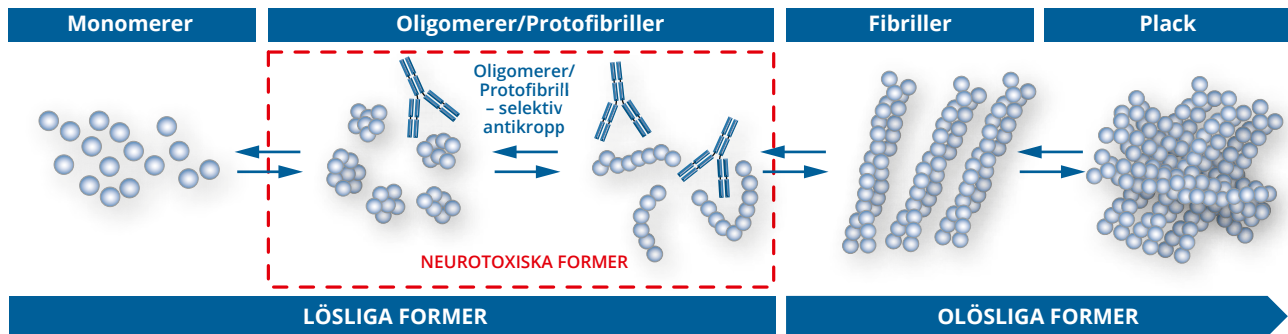 Monomerer
Oligomerer/Protofibriller
Fibriller
Plack
Oligomerer/
Protofibrill
– selektiv
antikropp
NEUROTOXISKA FORMER
LÖSLIGA FORMER
OLÖSLIGA FORMER